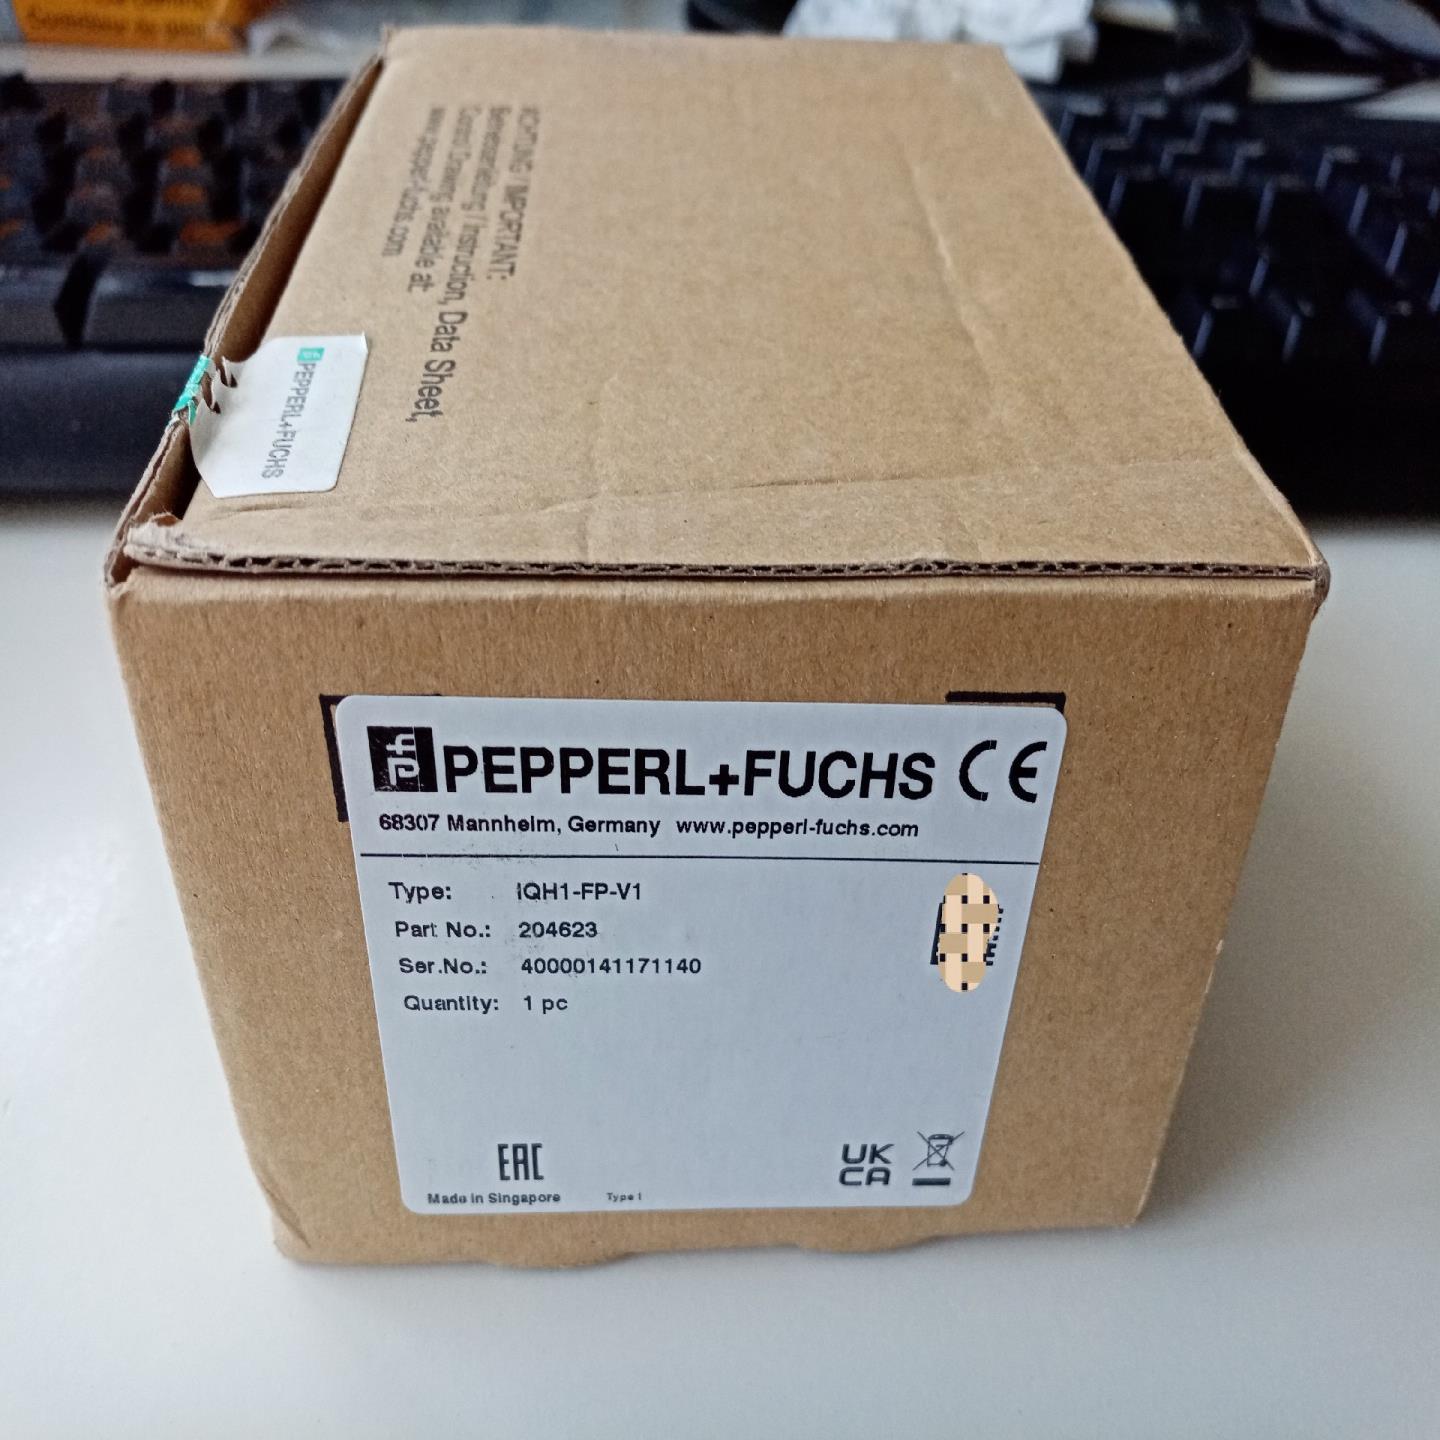 ACHTUNG / IMPORTANT:
Betriebsanleitung / Instruction, Data Sheet,
Control Drawing available at:
www.pepperl-fuchs.com
PEPPERL+FUCHS
PEPPERL+FUCHS CE
68307 Mannheim, Germany www.pepperl-fuchs.com
Type: IQH1-FP-V1
Part No.: 204623
Ser.No.: 40000141171140
Quantity: 1 pc
EAC
UK
CA
Made in Singapore Type I